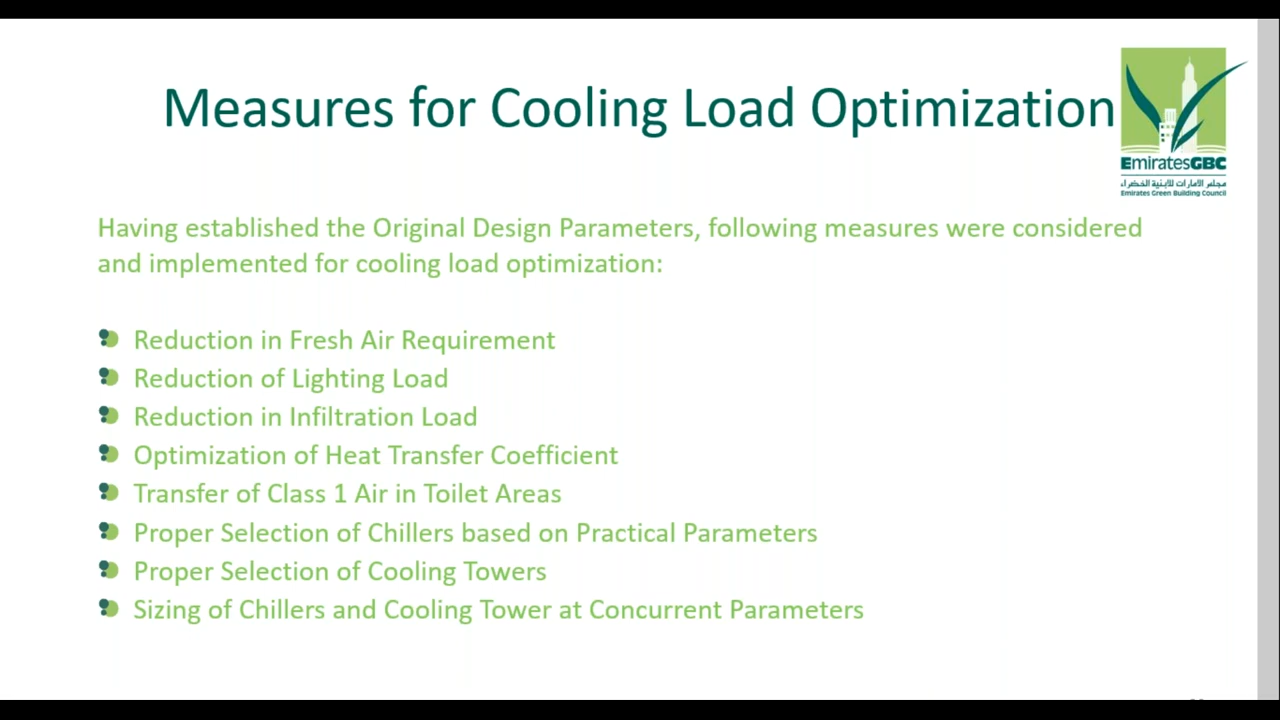 Measures for Cooling Load Optimization
EmiratesGBC
مجلس الامارات للأبنية الخضراء
Emirates Green Building Council
Having established the Original Design Parameters, following measures were considered
and implemented for cooling load optimization:
Reduction in Fresh Air Requirement
Reduction of Lighting Load
Reduction in Infiltration Load
Optimization of Heat Transfer Coefficient
Transfer of Class 1 Air in Toilet Areas
Proper Selection of Chillers based on Practical Parameters
Proper Selection of Cooling Towers
Sizing of Chillers and Cooling Tower at Concurrent Parameters